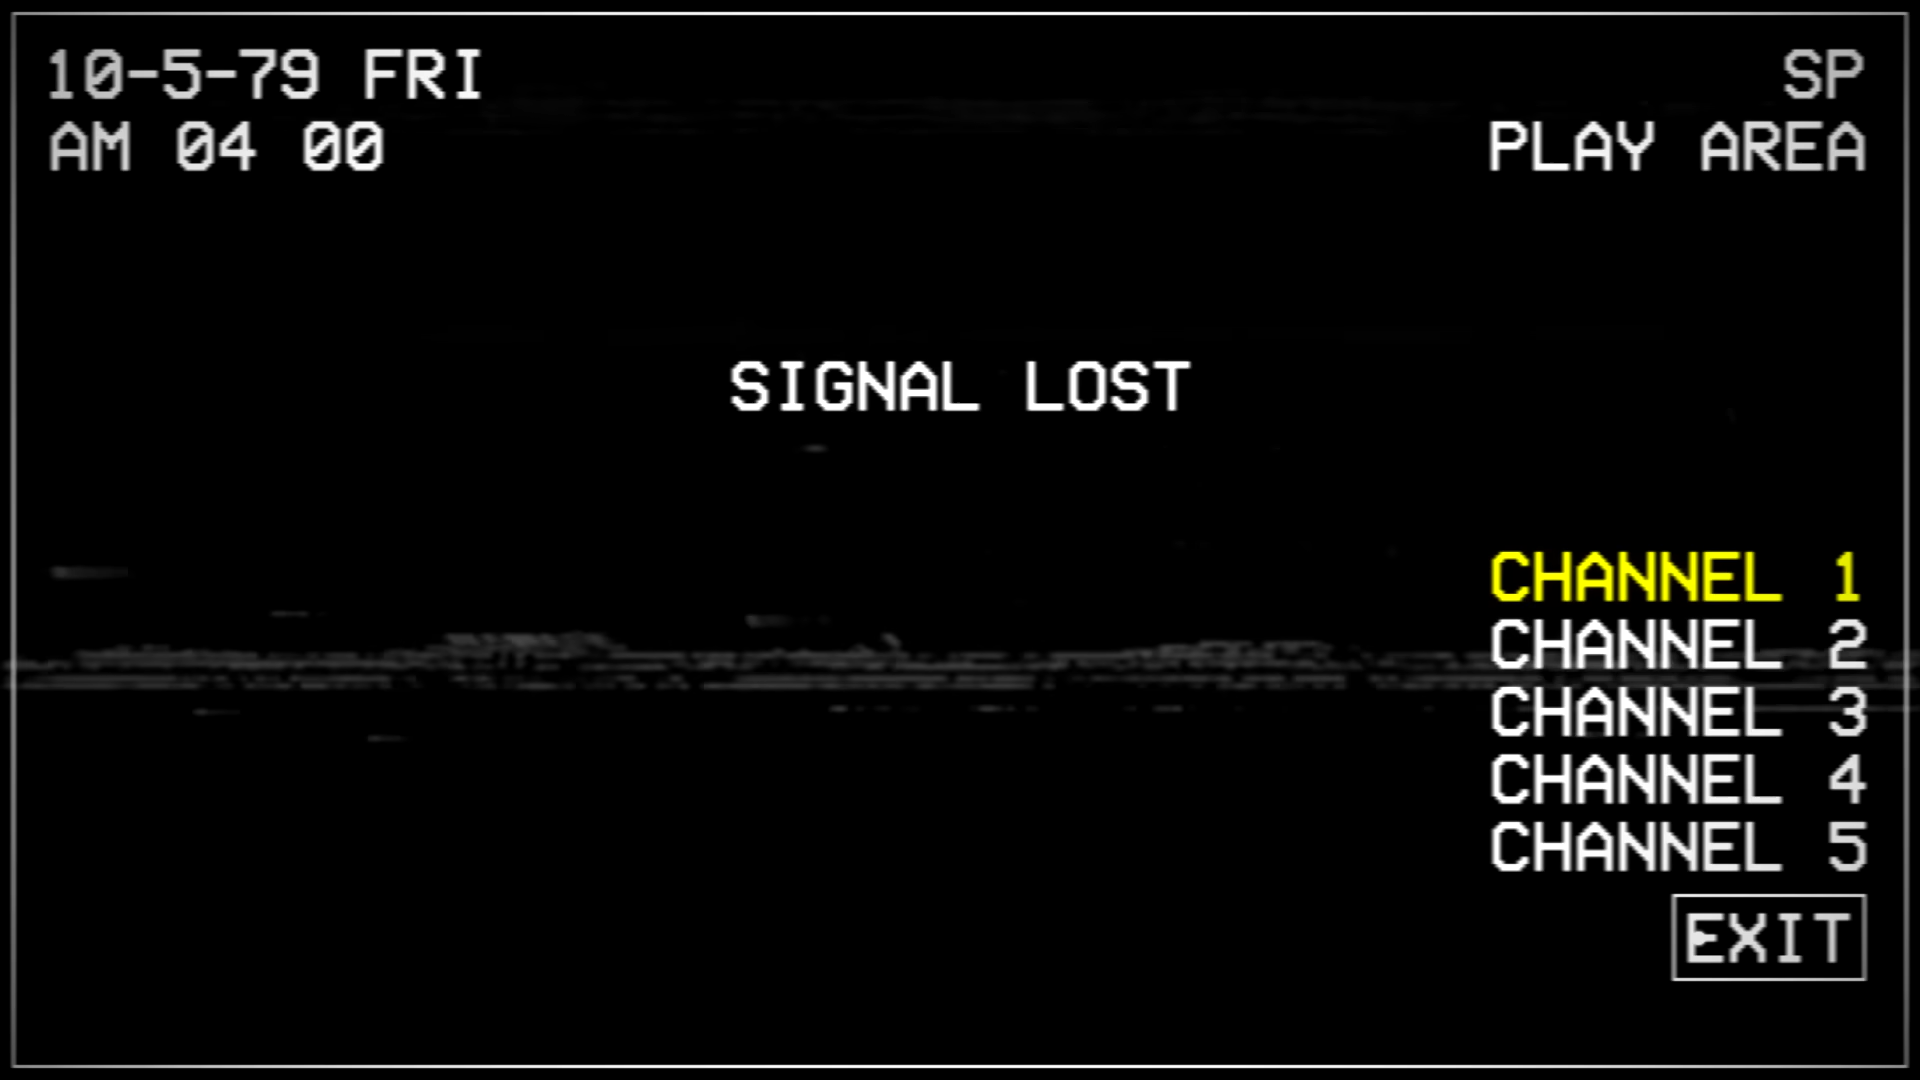 10-5-79 FRI
AM 04 00
SP
PLAY AREA
SIGNAL LOST
CHANNEL 1
CHANNEL 2
CHANNEL 3
CHANNEL 4
CHANNEL 5
EXIT